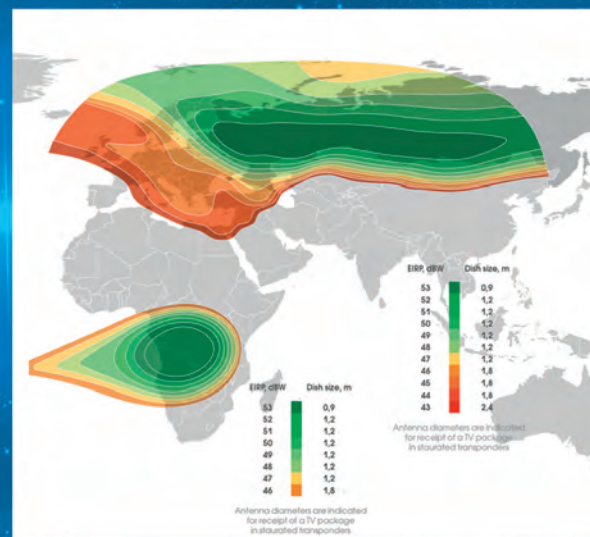 EIRP, dBW Dish size, m
53 0,9
52 1,2
51 1,2
50 1,2
49 1,2
48 1,2
47 1,2
46 1,8
45 1,8
44 1,8
43 2,4
Antenna diameters are indicated
for receipt of a TV package
in staurated transponders
EIRP, dBW Dish size, m
53 0,9
52 1,2
51 1,2
50 1,2
49 1,2
48 1,2
47 1,2
46 1,8
Antenna diameters are indicated
for receipt of a TV package
in staurated transponders